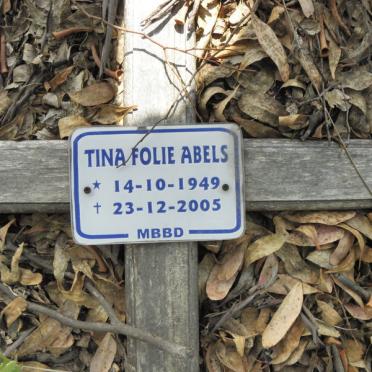 TINA FOLIE ABELS
★ 14-10-1949
† 23-12-2005
MBBD